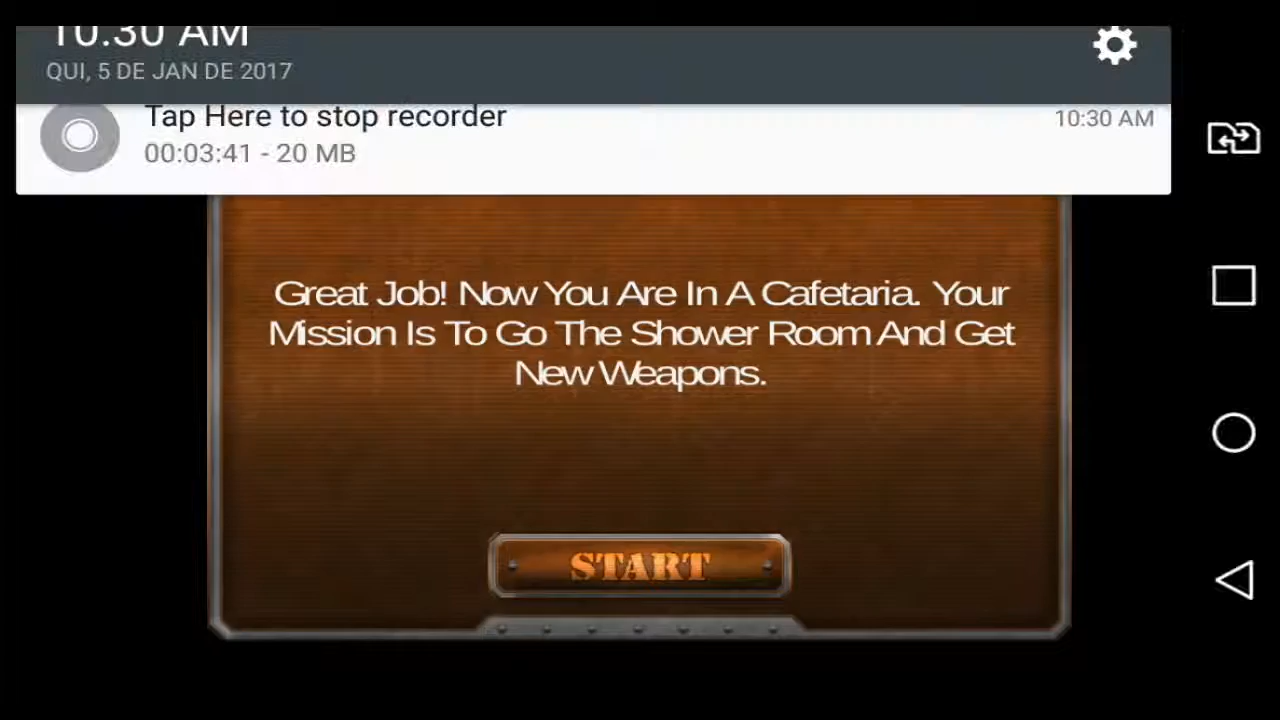 10:30 AM
QUI, 5 DE JAN DE 2017
Tap Here to stop recorder
10:30 AM
00:03:41 - 20 MB
Great Job! Now You Are In A Cafetaria. Your
Mission Is To Go The Shower Room And Get
New Weapons.
START